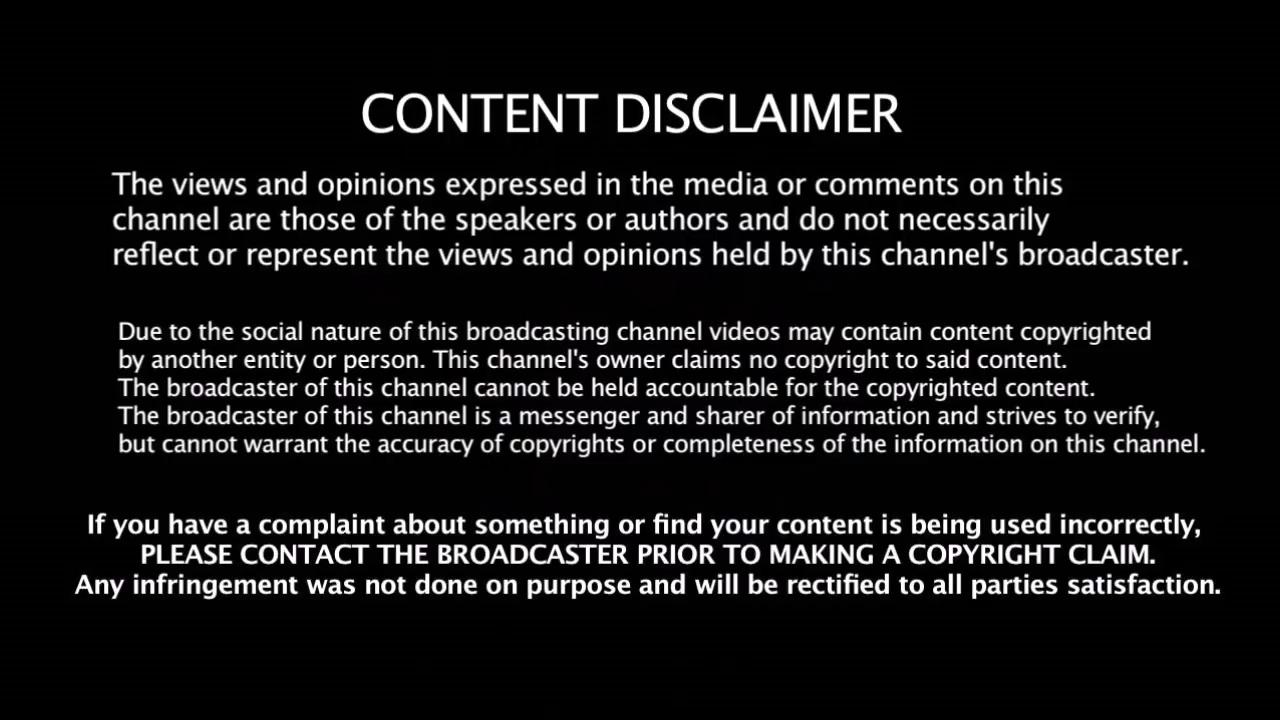 CONTENT DISCLAIMER
The views and opinions expressed in the media or comments on this
channel are those of the speakers or authors and do not necessarily
reflect or represent the views and opinions held by this channel's broadcaster.
Due to the social nature of this broadcasting channel videos may contain content copyrighted
by another entity or person. This channel's owner claims no copyright to said content.
The broadcaster of this channel cannot be held accountable for the copyrighted content.
The broadcaster of this channel is a messenger and sharer of information and strives to verify,
but cannot warrant the accuracy of copyrights or completeness of the information on this channel.
If you have a complaint about something or find your content is being used incorrectly,
PLEASE CONTACT THE BROADCASTER PRIOR TO MAKING A COPYRIGHT CLAIM.
Any infringement was not done on purpose and will be rectified to all parties satisfaction.